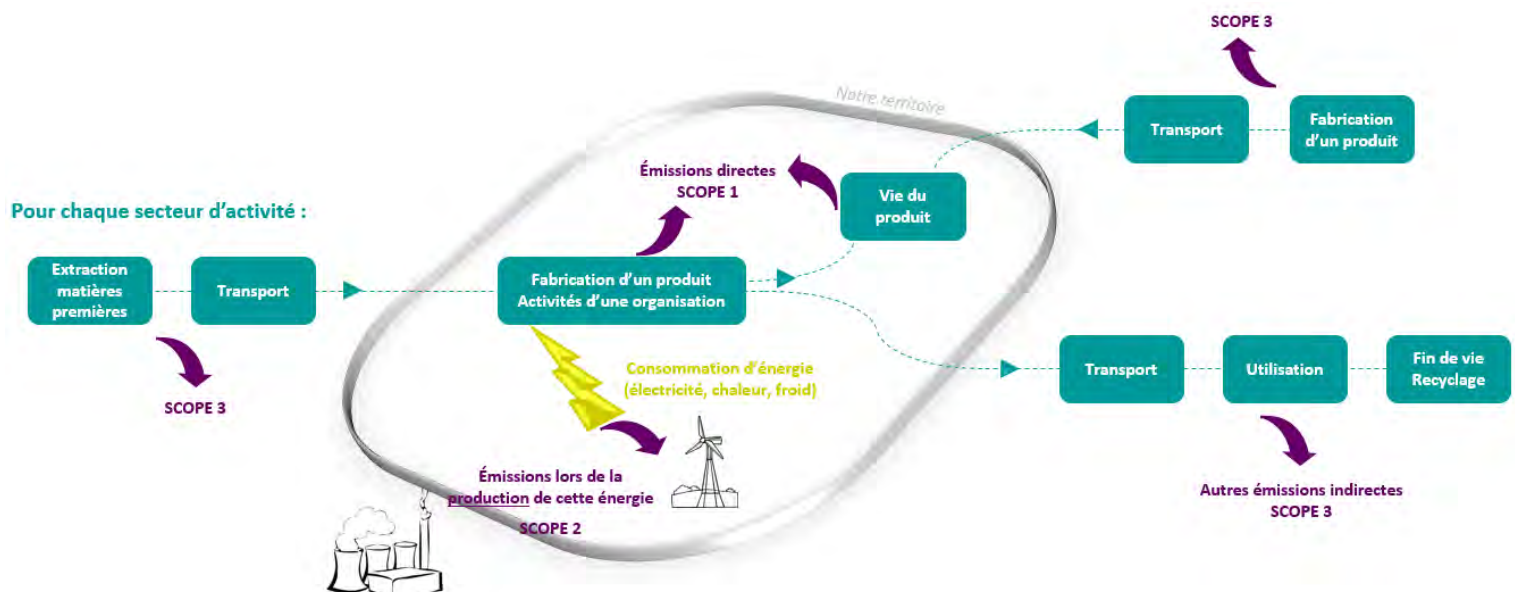 SCOPE 3
Notre territoire
Transport
Fabrication
d'un produit
Émissions directes
SCOPE 1
Vie du
produit
Pour chaque secteur d'activité :
Extraction
matières
premières
Transport
Fabrication d'un produit
Activités d'une organisation
SCOPE 3
Consommation d'énergie
(électricité, chaleur, froid)
Transport
Utilisation
Fin de vie
Recyclage
Émissions lors de la
production de cette énergie
SCOPE 2
Autres émissions indirectes
SCOPE 3